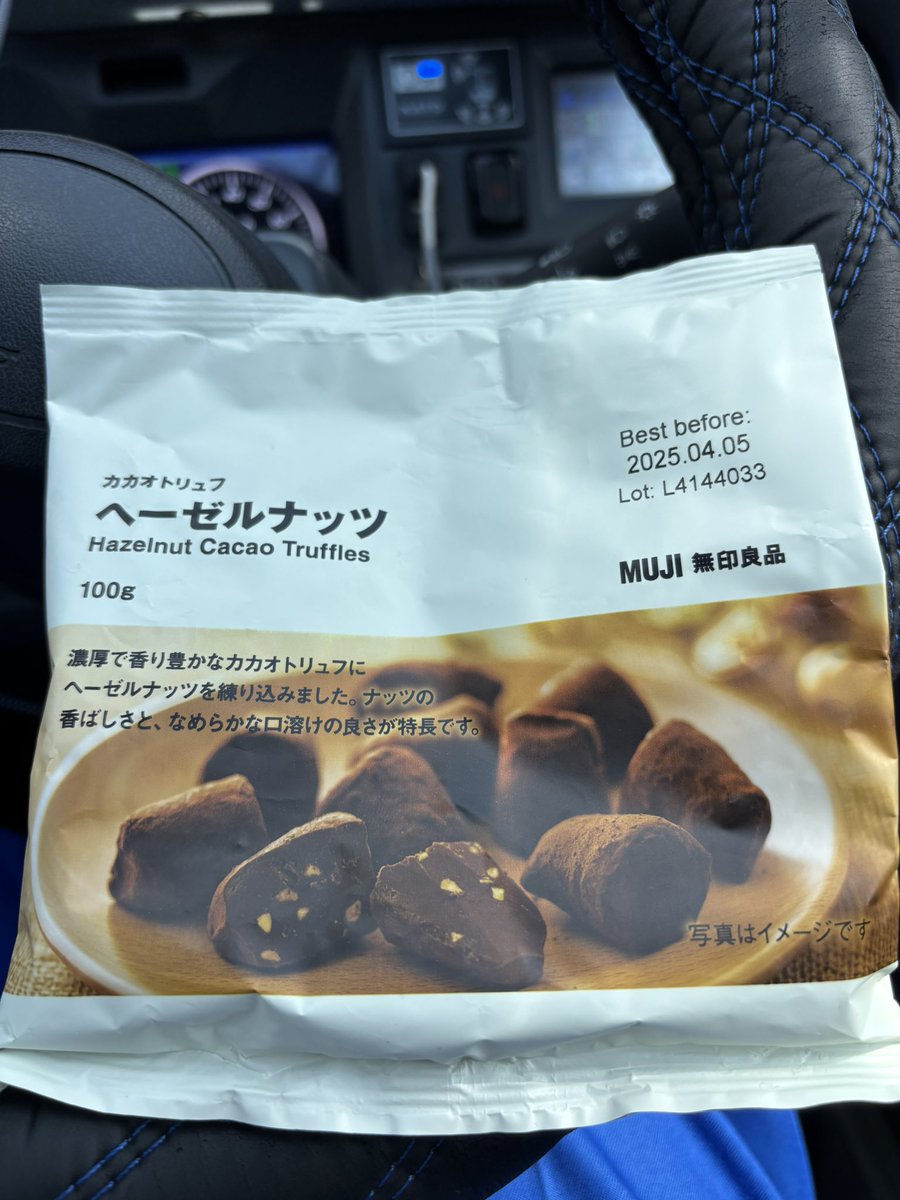 カカオトリュフ
ヘーゼルナッツ
Hazelnut Cacao Truffles
100g
Best before:
2025.04.05
Lot: L4144033
MUJI 無印良品
濃厚で香り豊かなカカオトリュフに
ヘーゼルナッツを練り込みました。ナッツの
香ばしさと、なめらかな口溶けの良さが特長です。
写真はイメージです